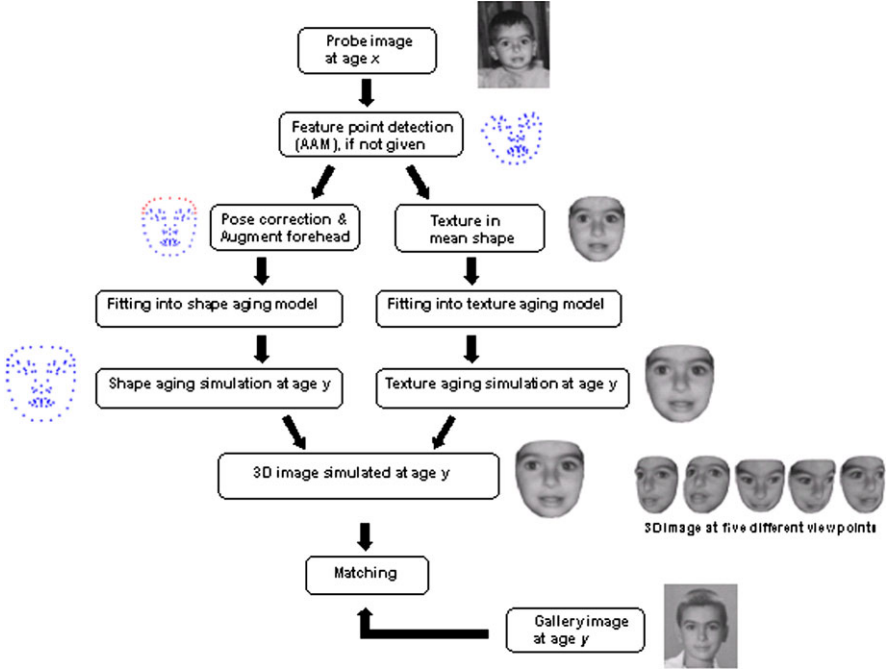 Probe image
at age x
Feature point detection
(AAM), if not given
Pose correction &
Augment forehead
Texture in
mean shape
Fitting into shape aging model
Fitting into texture aging model
Shape aging simulation at age y
Texture aging simulation at age y
3D image simulated at age y
3D Image at five different viewpoints
Matching
Gallery image
at age y